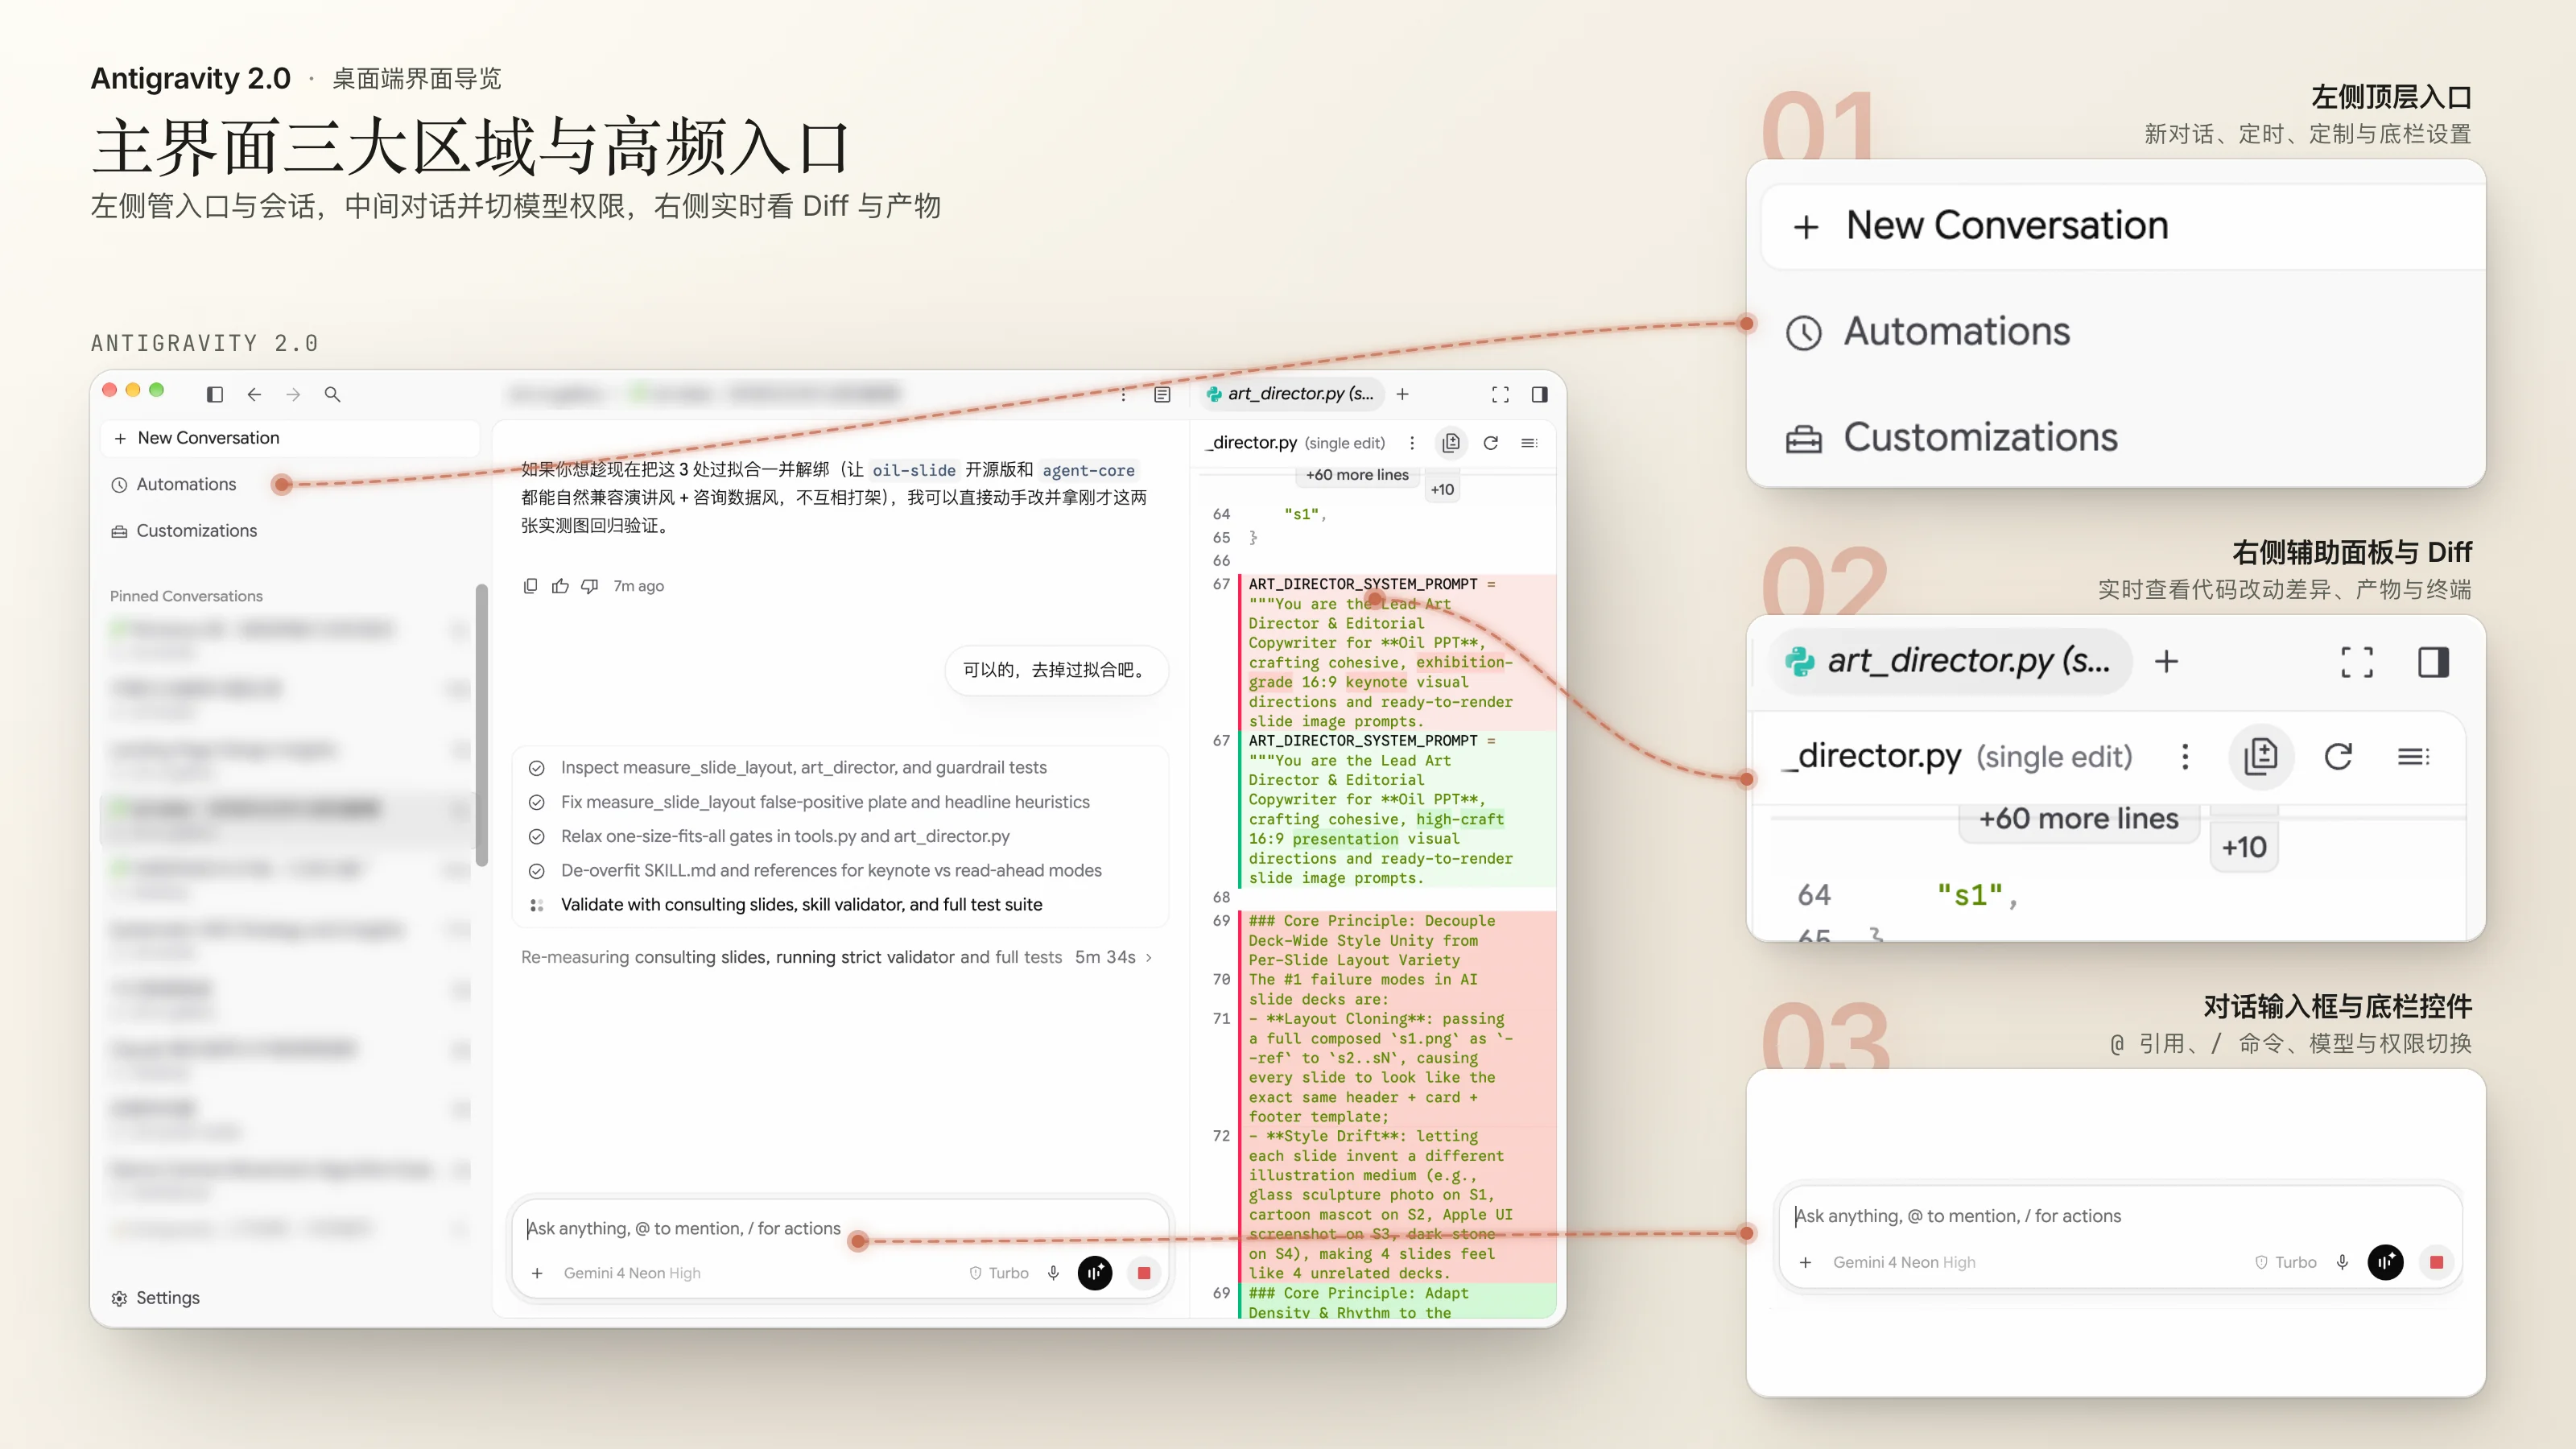 Antigravity 2.0 · 桌面端界面导览
主界面三大区域与高频入口
左侧管入口与会话，中间对话并切模型权限，右侧实时看 Diff 与产物
ANTIGRAVITY 2.0
New Conversation
Automations
Customizations
Pinned Conversations
Settings
如果你想趁现在把这 3 处过拟合一并解绑（让 oil-slide 开源版和 agent-core
都能自然兼容演讲风 + 咨询数据风，不互相打架），我可以直接动手改并拿刚才这两
张实测图回归验证。
7m ago
可以的，去掉过拟合吧。
Inspect measure_slide_layout, art_director, and guardrail tests
Fix measure_slide_layout false-positive plate and headline heuristics
Relax one-size-fits-all gates in tools.py and art_director.py
De-overfit SKILL.md and references for keynote vs read-ahead modes
Validate with consulting slides, skill validator, and full test suite
Re-measuring consulting slides, running strict validator and full tests 5m 34s
Ask anything, @ to mention, / for actions
Gemini 4 Neon High
Turbo
art_director.py (s...
_director.py (single edit)
+60 more lines
+10
64 "s1",
65 }
66
67 ART_DIRECTOR_SYSTEM_PROMPT =
"""You are the Lead Art
Director & Editorial
Copywriter for **Oil PPT**,
crafting cohesive, exhibition-
grade 16:9 keynote visual
directions and ready-to-render
slide image prompts.
67 ART_DIRECTOR_SYSTEM_PROMPT =
"""You are the Lead Art
Director & Editorial
Copywriter for **Oil PPT**,
crafting cohesive, high-craft
16:9 presentation visual
directions and ready-to-render
slide image prompts.
68
69 ### Core Principle: Decouple
Deck-Wide Style Unity from
Per-Slide Layout Variety
70 The #1 failure modes in AI
slide decks are:
71 - **Layout Cloning**: passing
a full composed `s1.png` as `-
-ref` to `s2..sN`, causing
every slide to look like the
exact same header + card +
footer template;
72 - **Style Drift**: letting
each slide invent a different
illustration medium (e.g.,
glass sculpture photo on S1,
cartoon mascot on S2, Apple UI
screenshot on S3, dark stone
on S4), making 4 slides feel
like 4 unrelated decks.
69 ### Core Principle: Adapt
Density & Rhythm to the
01
左侧顶层入口
新对话、定时、定制与底栏设置
New Conversation
Automations
Customizations
02
右侧辅助面板与 Diff
实时查看代码改动差异、产物与终端
art_director.py (s...
_director.py (single edit)
+60 more lines
+10
64 "s1",
65 }
03
对话输入框与底栏控件
@ 引用、/ 命令、模型与权限切换
Ask anything, @ to mention, / for actions
Gemini 4 Neon High
Turbo